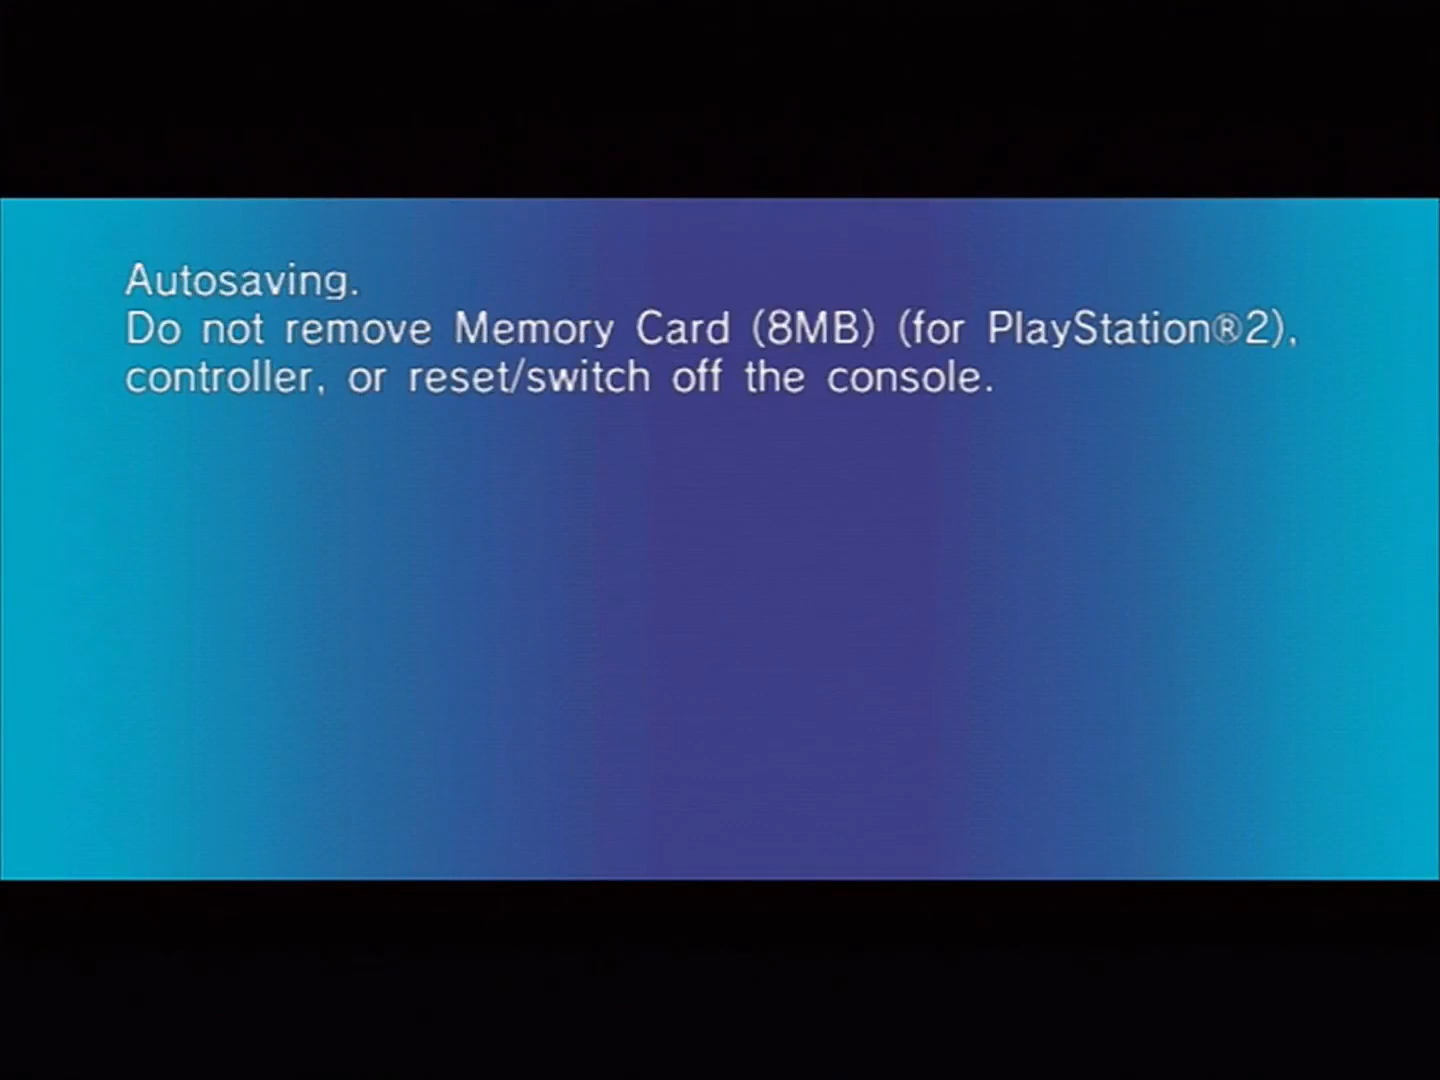 Autosaving.
Do not remove Memory Card (8MB) (for PlayStation®2),
controller, or reset/switch off the console.